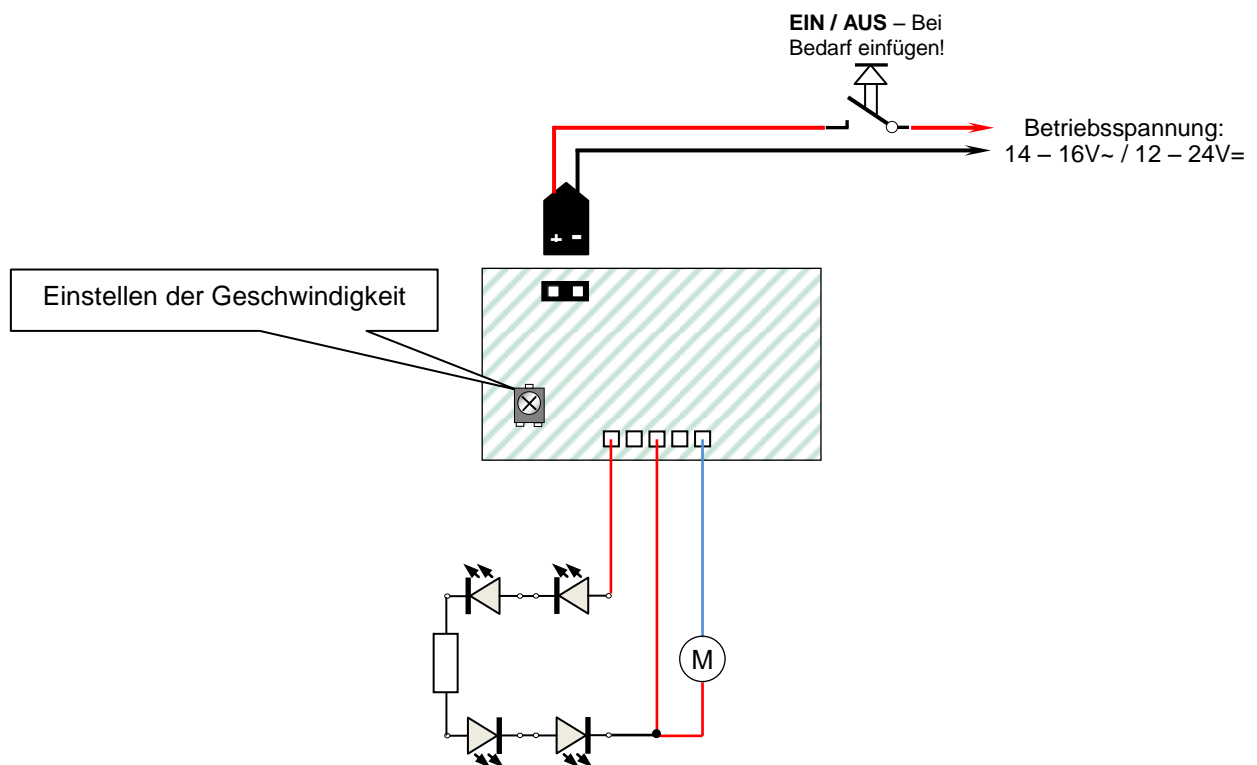 EIN / AUS – Bei
Bedarf einfügen!
Betriebsspannung:
14 – 16V~ / 12 – 24V=
+ -
Einstellen der Geschwindigkeit
M